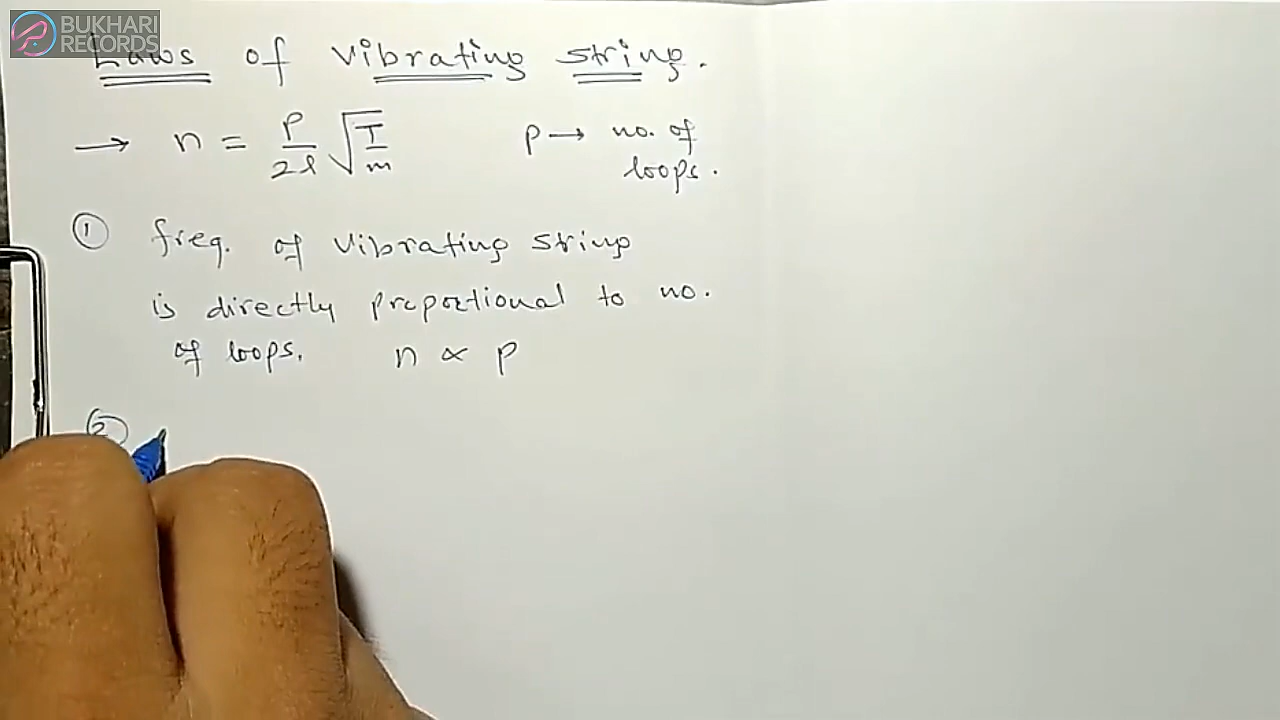 BUKHARI
RECORDS
Laws of Vibrating string.
→ n = P/2l √T/m
p → no. of
loops.
① freq. of vibrating string
is directly proportional to no.
of loops. n ∝ p
②